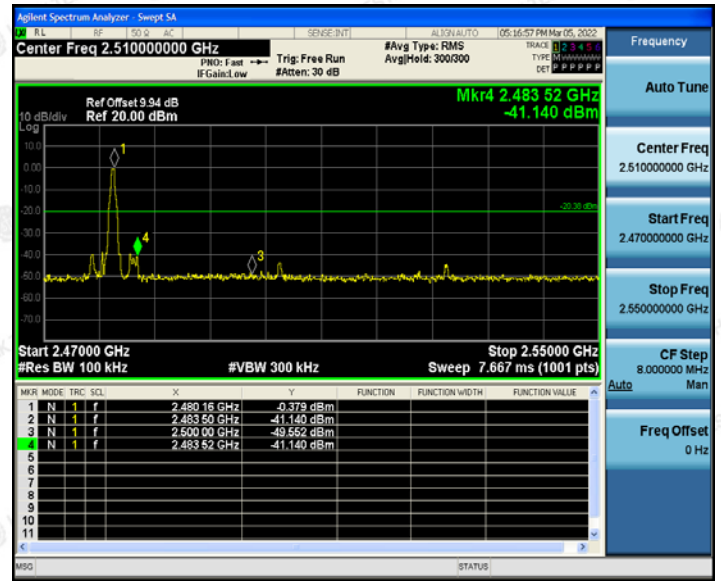 Agilent Spectrum Analyzer - Swept SA
RL RF 50 Ω AC SENSE:INT ALIGNAUTO 05:16:57 PM Mar 05, 2022
Center Freq 2.510000000 GHz
PNO: Fast
IFGain:Low
Trig: Free Run
#Atten: 30 dB
#Avg Type: RMS
Avg|Hold: 300/300
TRACE 1 2 3 4 5 6
TYPE M
DET P P P P P P
Ref Offset 9.94 dB
Ref 20.00 dBm
10 dB/div
Log
Mkr4 2.483 52 GHz
-41.140 dBm
10.0
0.00
-10.0
-20.0
-30.0
-40.0
-50.0
-60.0
-70.0
1
4
3
-20.38 dBm
Start 2.47000 GHz
Stop 2.55000 GHz
#Res BW 100 kHz #VBW 300 kHz Sweep 7.667 ms (1001 pts)
MKR MODE TRC SCL X Y FUNCTION FUNCTION WIDTH FUNCTION VALUE
1 N 1 f 2.480 16 GHz -0.379 dBm
2 N 1 f 2.483 50 GHz -41.140 dBm
3 N 1 f 2.500 00 GHz -49.552 dBm
4 N 1 f 2.483 52 GHz -41.140 dBm
5
6
7
8
9
10
11
MSG STATUS
Frequency
Auto Tune
Center Freq
2.510000000 GHz
Start Freq
2.470000000 GHz
Stop Freq
2.550000000 GHz
CF Step
8.000000 MHz
Auto Man
Freq Offset
0 Hz